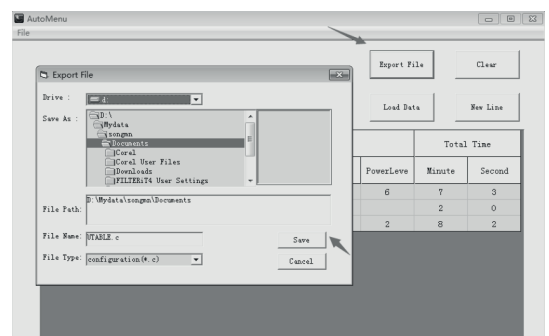 AutoMenu
File
Export File
Clear
Load Data
New Line
Total Time
PowerLeve
Minute
Second
6
7
3
2
0
2
8
2
Export File
Drive :
d:
Save As :
D:\
Mydata
songmn
Documents
Corel
Corel User Files
Downloads
FILTERiT4 User Settings
File Path:
D:\Mydata\songmn\Documents
File Name:
UTABLE.c
Save
File Type:
configuration(*.c)
Cancel